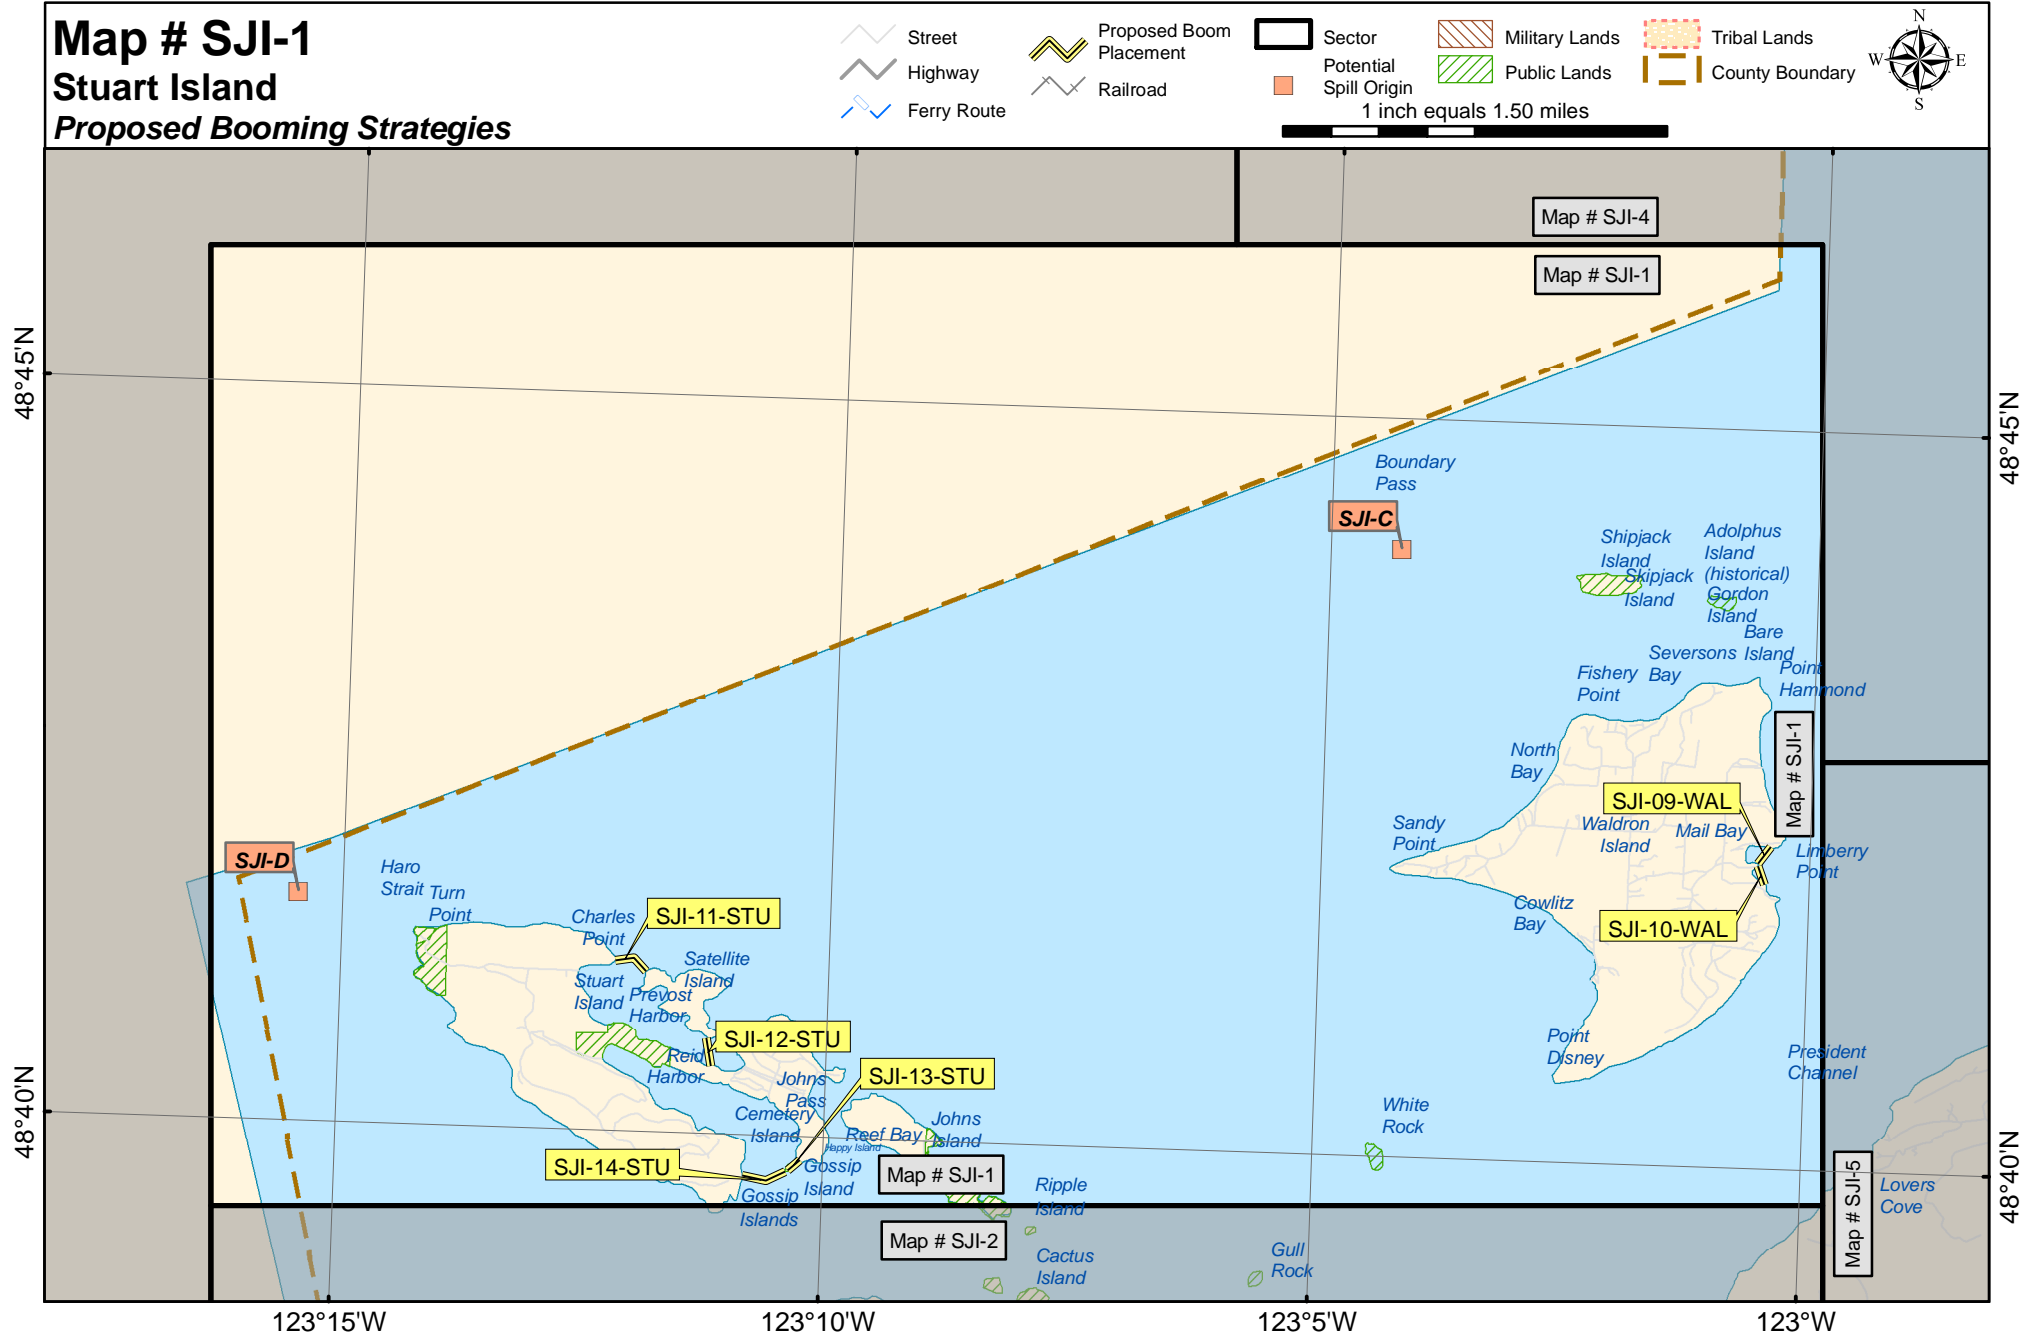 Map # SJI-1
Stuart Island
Proposed Booming Strategies
Street
Highway
Ferry Route
Proposed Boom
Placement
Railroad
Sector
Potential
Spill Origin
Military Lands
Public Lands
Tribal Lands
County Boundary
1 inch equals 1.50 miles
N
W
E
S
Map # SJI-4
Map # SJI-1
48°45'N
48°45'N
Boundary
Pass
SJI-C
Shipjack
Island
Skipjack
Island
Adolphus
Island
(historical)
Gordon
Island
Bare
Island
Seversons
Bay
Fishery
Point
Point
Hammond
North
Bay
Map # SJI-1
SJI-09-WAL
Sandy
Point
Waldron
Island
Mail Bay
Limberry
Point
SJI-D
Haro
Strait
Turn
Point
Charles
Point
SJI-11-STU
Cowlitz
Bay
SJI-10-WAL
Satellite
Island
Stuart
Island
Prevost
Harbor
SJI-12-STU
Reid
Harbor
Point
Disney
President
Channel
SJI-13-STU
Johns
Pass
Cemetery
Island
Reef Bay
Johns
Island
Happy Island
White
Rock
48°40'N
48°40'N
SJI-14-STU
Gossip
Island
Gossip
Islands
Map # SJI-1
Map # SJI-2
Ripple
Island
Cactus
Island
Gull
Rock
Map # SJI-5
Lovers
Cove
123°15'W
123°10'W
123°5'W
123°W